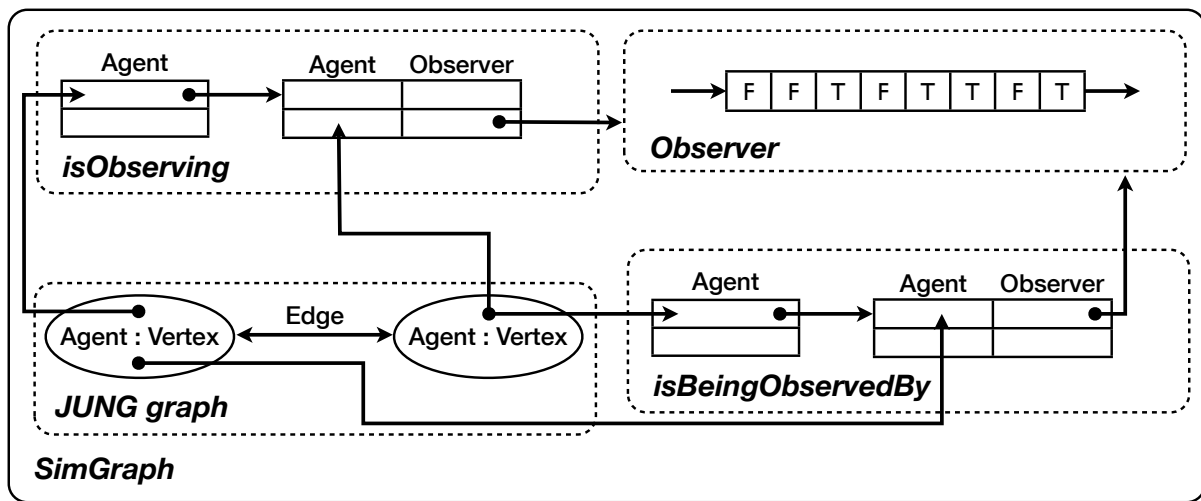 Agent
Agent Observer
isObserving
F F T F T T F T
Observer
Agent : Vertex
Edge
Agent : Vertex
JUNG graph
Agent
Agent Observer
isBeingObservedBy
SimGraph